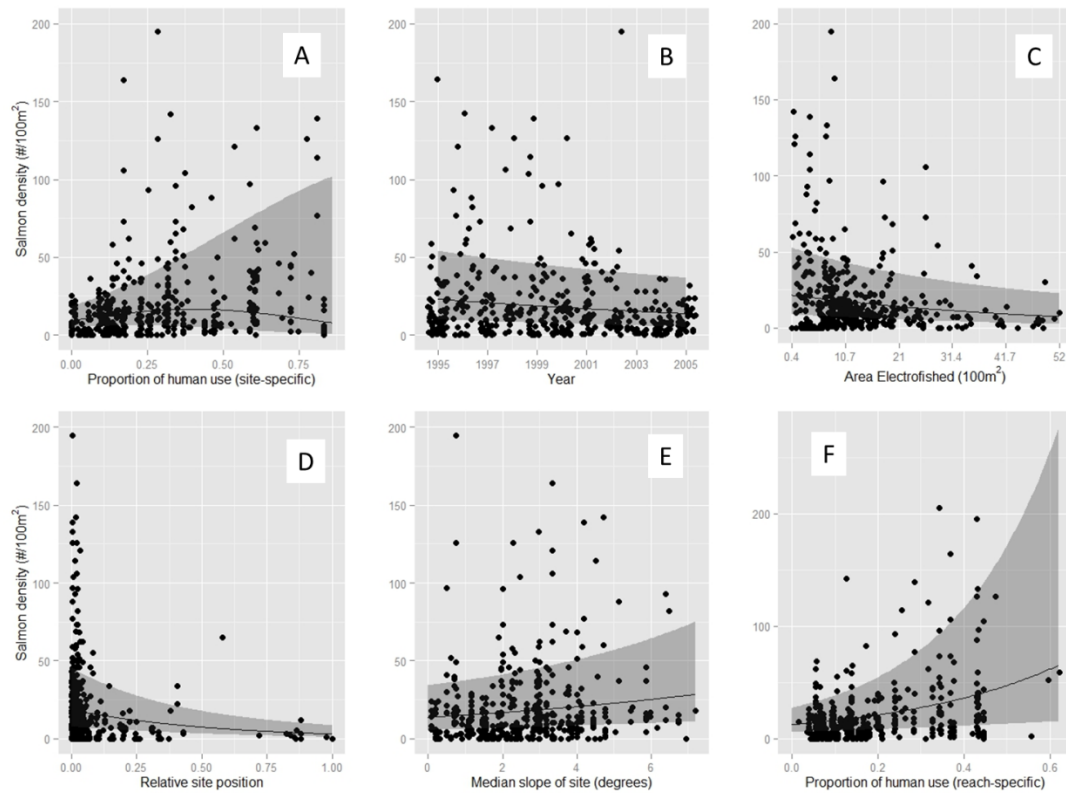 A
B
C
Salmon density (#/100m²)
200
150
100
50
0
0.00 0.25 0.50 0.75
Proportion of human use (site-specific)
200
150
100
50
0
1995 1997 1999 2001 2003 2005
Year
200
150
100
50
0
0.4 10.7 21 31.4 41.7 52
Area Electrofished (100m²)
D
E
F
Salmon density (#/100m²)
200
150
100
50
0
0.00 0.25 0.50 0.75 1.00
Relative site position
200
150
100
50
0
0 2 4 6
Median slope of site (degrees)
200
150
100
50
0
0.0 0.2 0.4 0.6
Proportion of human use (reach-specific)